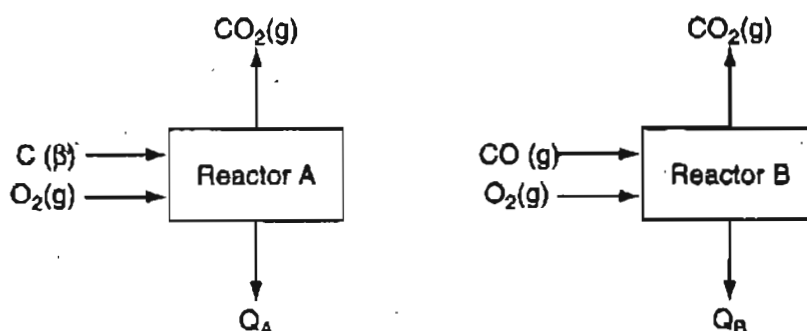 CO₂(g)
C (β)
O₂(g)
Reactor A
Q_A
CO₂(g)
CO (g)
O₂(g)
Reactor B
Q_B